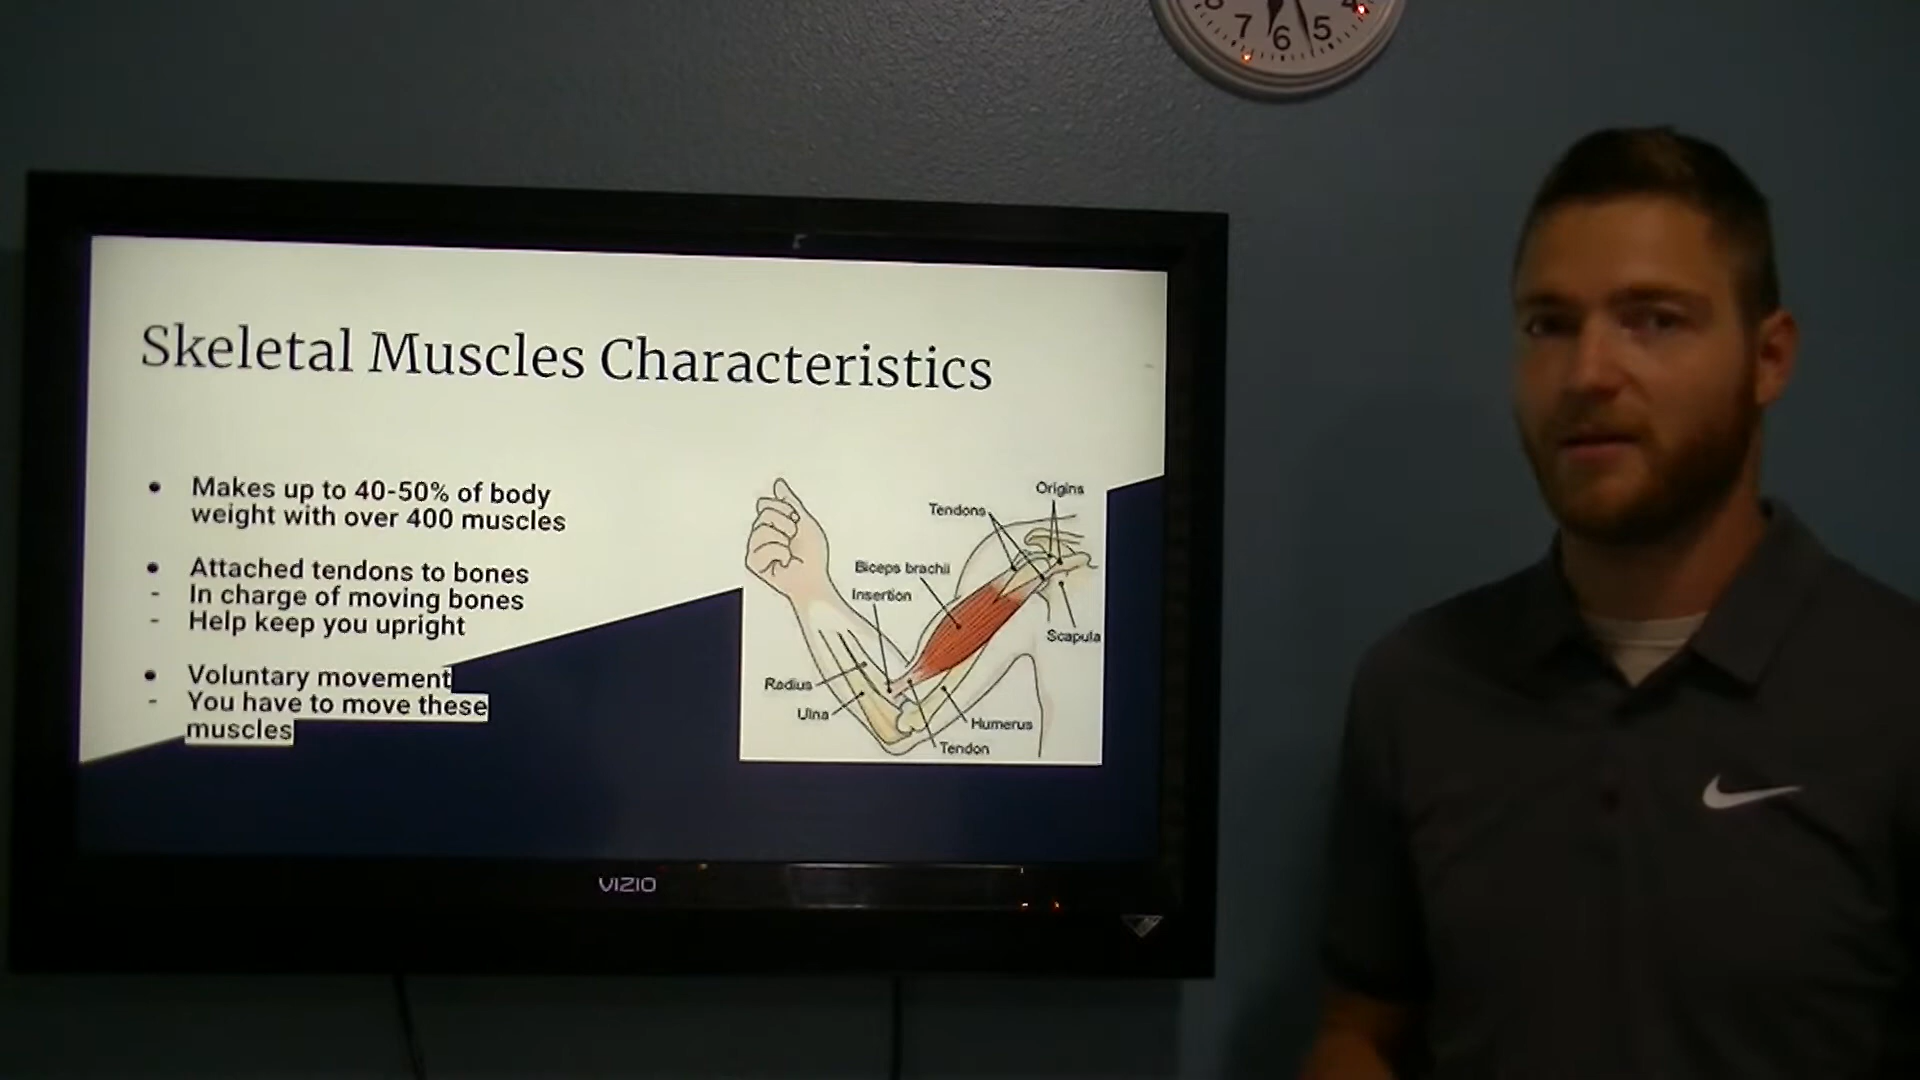 7 6 5
Skeletal Muscles Characteristics
• Makes up to 40-50% of body
weight with over 400 muscles
• Attached tendons to bones
- In charge of moving bones
- Help keep you upright
• Voluntary movement
- You have to move these
muscles
Origins
Tendons
Biceps brachii
Insertion
Scapula
Radius
Ulna
Humerus
Tendon
VIZIO